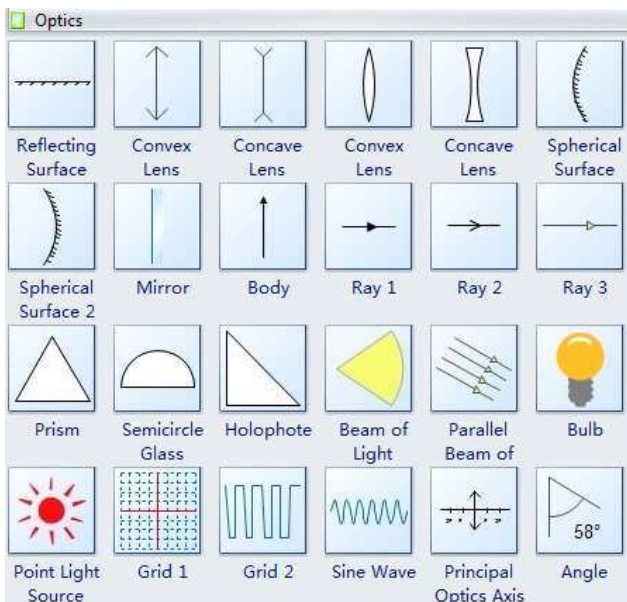 Optics
Reflecting Surface
Convex Lens
Concave Lens
Convex Lens
Concave Lens
Spherical Surface
Spherical Surface 2
Mirror
Body
Ray 1
Ray 2
Ray 3
Prism
Semicircle Glass
Holophote
Beam of Light
Parallel Beam of
Bulb
58°
Point Light Source
Grid 1
Grid 2
Sine Wave
Principal Optics Axis
Angle